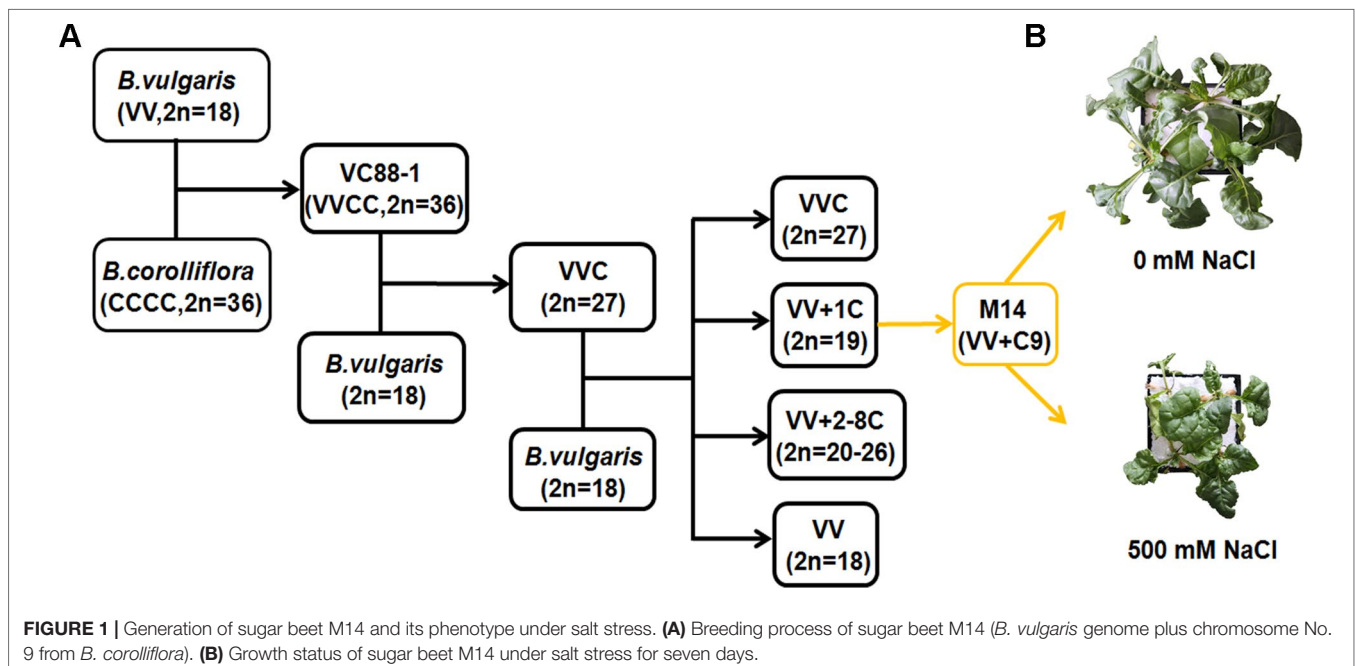 A
B
B.vulgaris
(VV,2n=18)
B.corolliflora
(CCCC,2n=36)
VC88-1
(VVCC,2n=36)
B.vulgaris
(2n=18)
VVC
(2n=27)
B.vulgaris
(2n=18)
VVC
(2n=27)
VV+1C
(2n=19)
VV+2-8C
(2n=20-26)
VV
(2n=18)
M14
(VV+C9)
0 mM NaCl
500 mM NaCl
FIGURE 1 | Generation of sugar beet M14 and its phenotype under salt stress. (A) Breeding process of sugar beet M14 (B. vulgaris genome plus chromosome No.
9 from B. corolliflora). (B) Growth status of sugar beet M14 under salt stress for seven days.